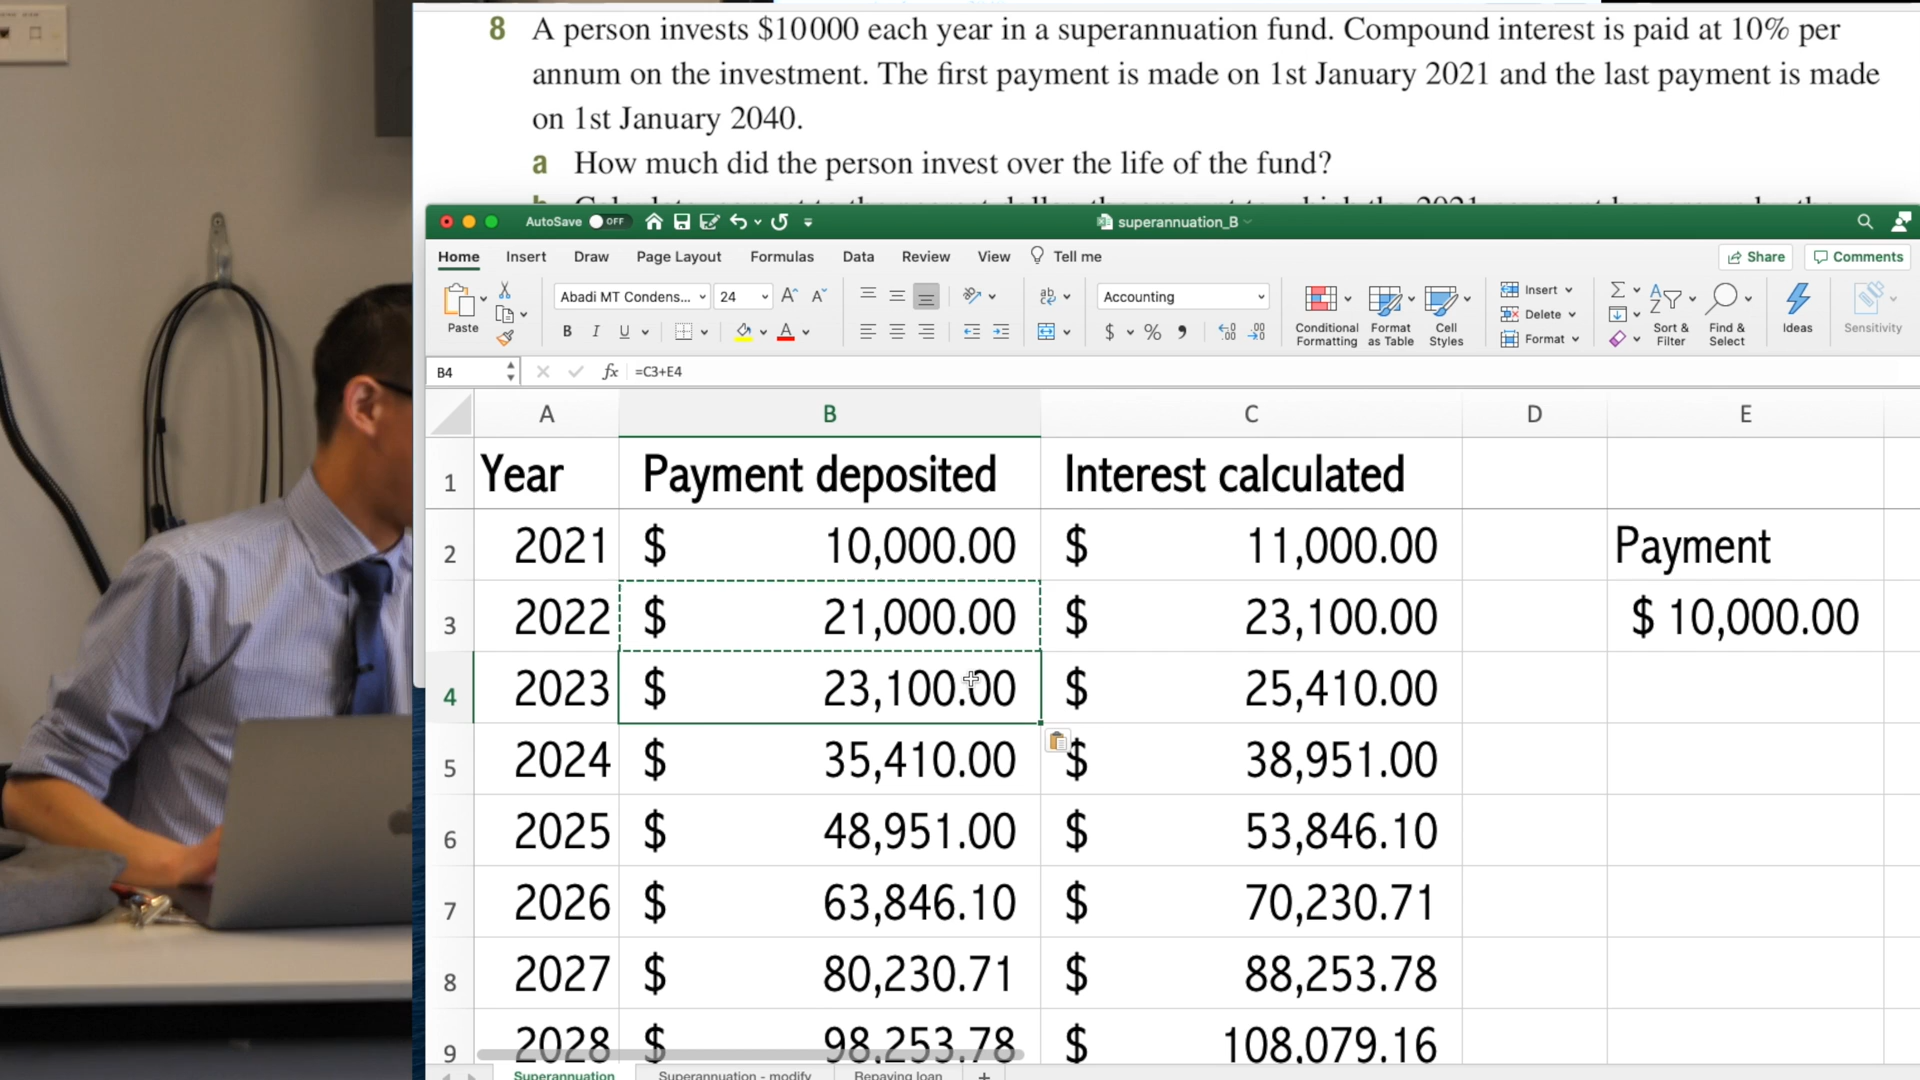 8 A person invests $10 000 each year in a superannuation fund. Compound interest is paid at 10% per
annum on the investment. The first payment is made on 1st January 2021 and the last payment is made
on 1st January 2040.
a How much did the person invest over the life of the fund?
AutoSave OFF superannuation_B
Home Insert Draw Page Layout Formulas Data Review View Tell me Share Comments
Paste Abadi MT Condens... 24 A A ab Accounting Conditional Formatting Format as Table Cell Styles Insert Delete Format Sort & Filter Find & Select Ideas Sensitivity
B I U A $ %
B4 fx =C3+E4
A B C D E
1 Year Payment deposited Interest calculated
2 2021 $ 10,000.00 $ 11,000.00 Payment
3 2022 $ 21,000.00 $ 23,100.00 $ 10,000.00
4 2023 $ 23,100.00 $ 25,410.00
5 2024 $ 35,410.00 $ 38,951.00
6 2025 $ 48,951.00 $ 53,846.10
7 2026 $ 63,846.10 $ 70,230.71
8 2027 $ 80,230.71 $ 88,253.78
9 2028 $ 98,253.78 $ 108,079.16
Superannuation Superannuation - modify Repaying loan +